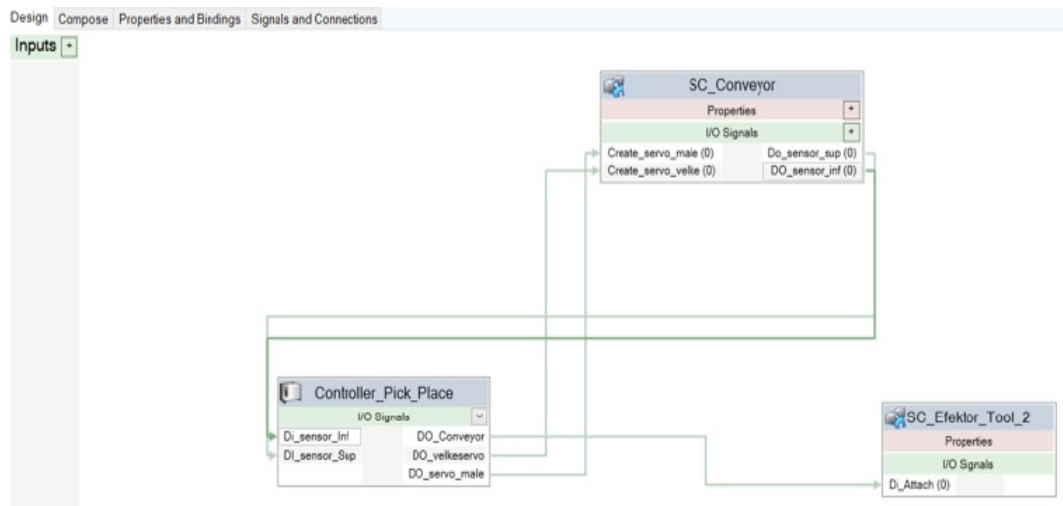 Design Compose Properties and Bindings Signals and Connections
Inputs +
SC_Conveyor
Properties +
I/O Signals +
Create_servo_male (0) Do_sensor_sup (0)
Create_servo_velke (0) DO_sensor_inf (0)
Controller_Pick_Place
I/O Signals
Di_sensor_Inf DO_Conveyor
DI_sensor_Sup DO_velkeservo
DO_servo_male
SC_Efektor_Tool_2
Properties
I/O Signals
Di_Attach (0)